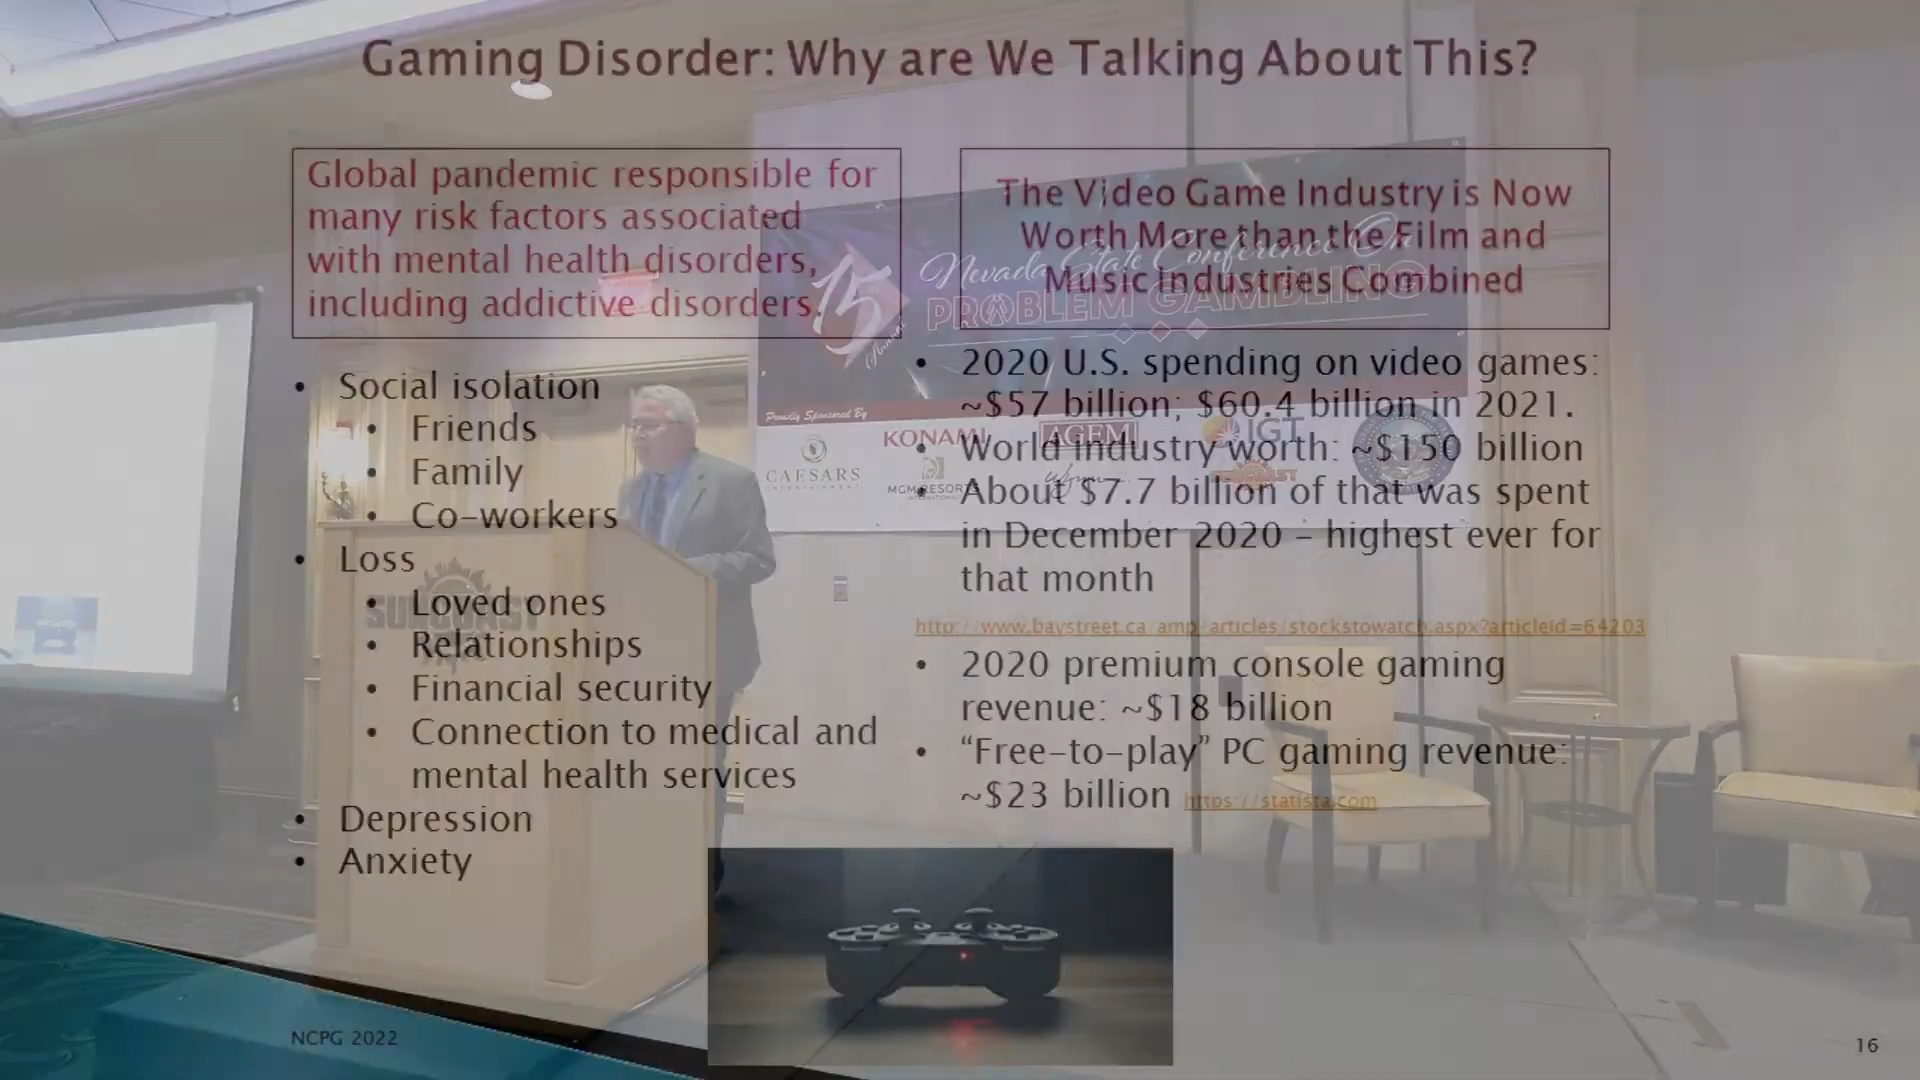 Gaming Disorder: Why are We Talking About This?
Global pandemic responsible for
many risk factors associated
with mental health disorders,
including addictive disorders.
• Social isolation
• Friends
• Family
• Co-workers
• Loss
• Loved ones
• Relationships
• Financial security
• Connection to medical and
mental health services
• Depression
• Anxiety
The Video Game Industry is Now
Worth More than the Film and
Music Industries Combined
• 2020 U.S. spending on video games:
~$57 billion; $60.4 billion in 2021.
• World industry worth: ~$150 billion
• About $7.7 billion of that was spent
in December 2020 – highest ever for
that month
http://www.baystreet.ca/amp/articles/stockstowatch.aspx?articleid=64203
• 2020 premium console gaming
revenue: ~$18 billion
• “Free-to-play” PC gaming revenue:
~$23 billion https://statista.com
NCPG 2022
16
15
Annual
Nevada State Conference On
PROBLEM GAMBLING
Proudly Sponsored By
CAESARS
ENTERTAINMENT
KONAMI
MGM RESORTS
INTERNATIONAL
AGEM
Wynn
IGT
SUNCOAST
SUNCOAST